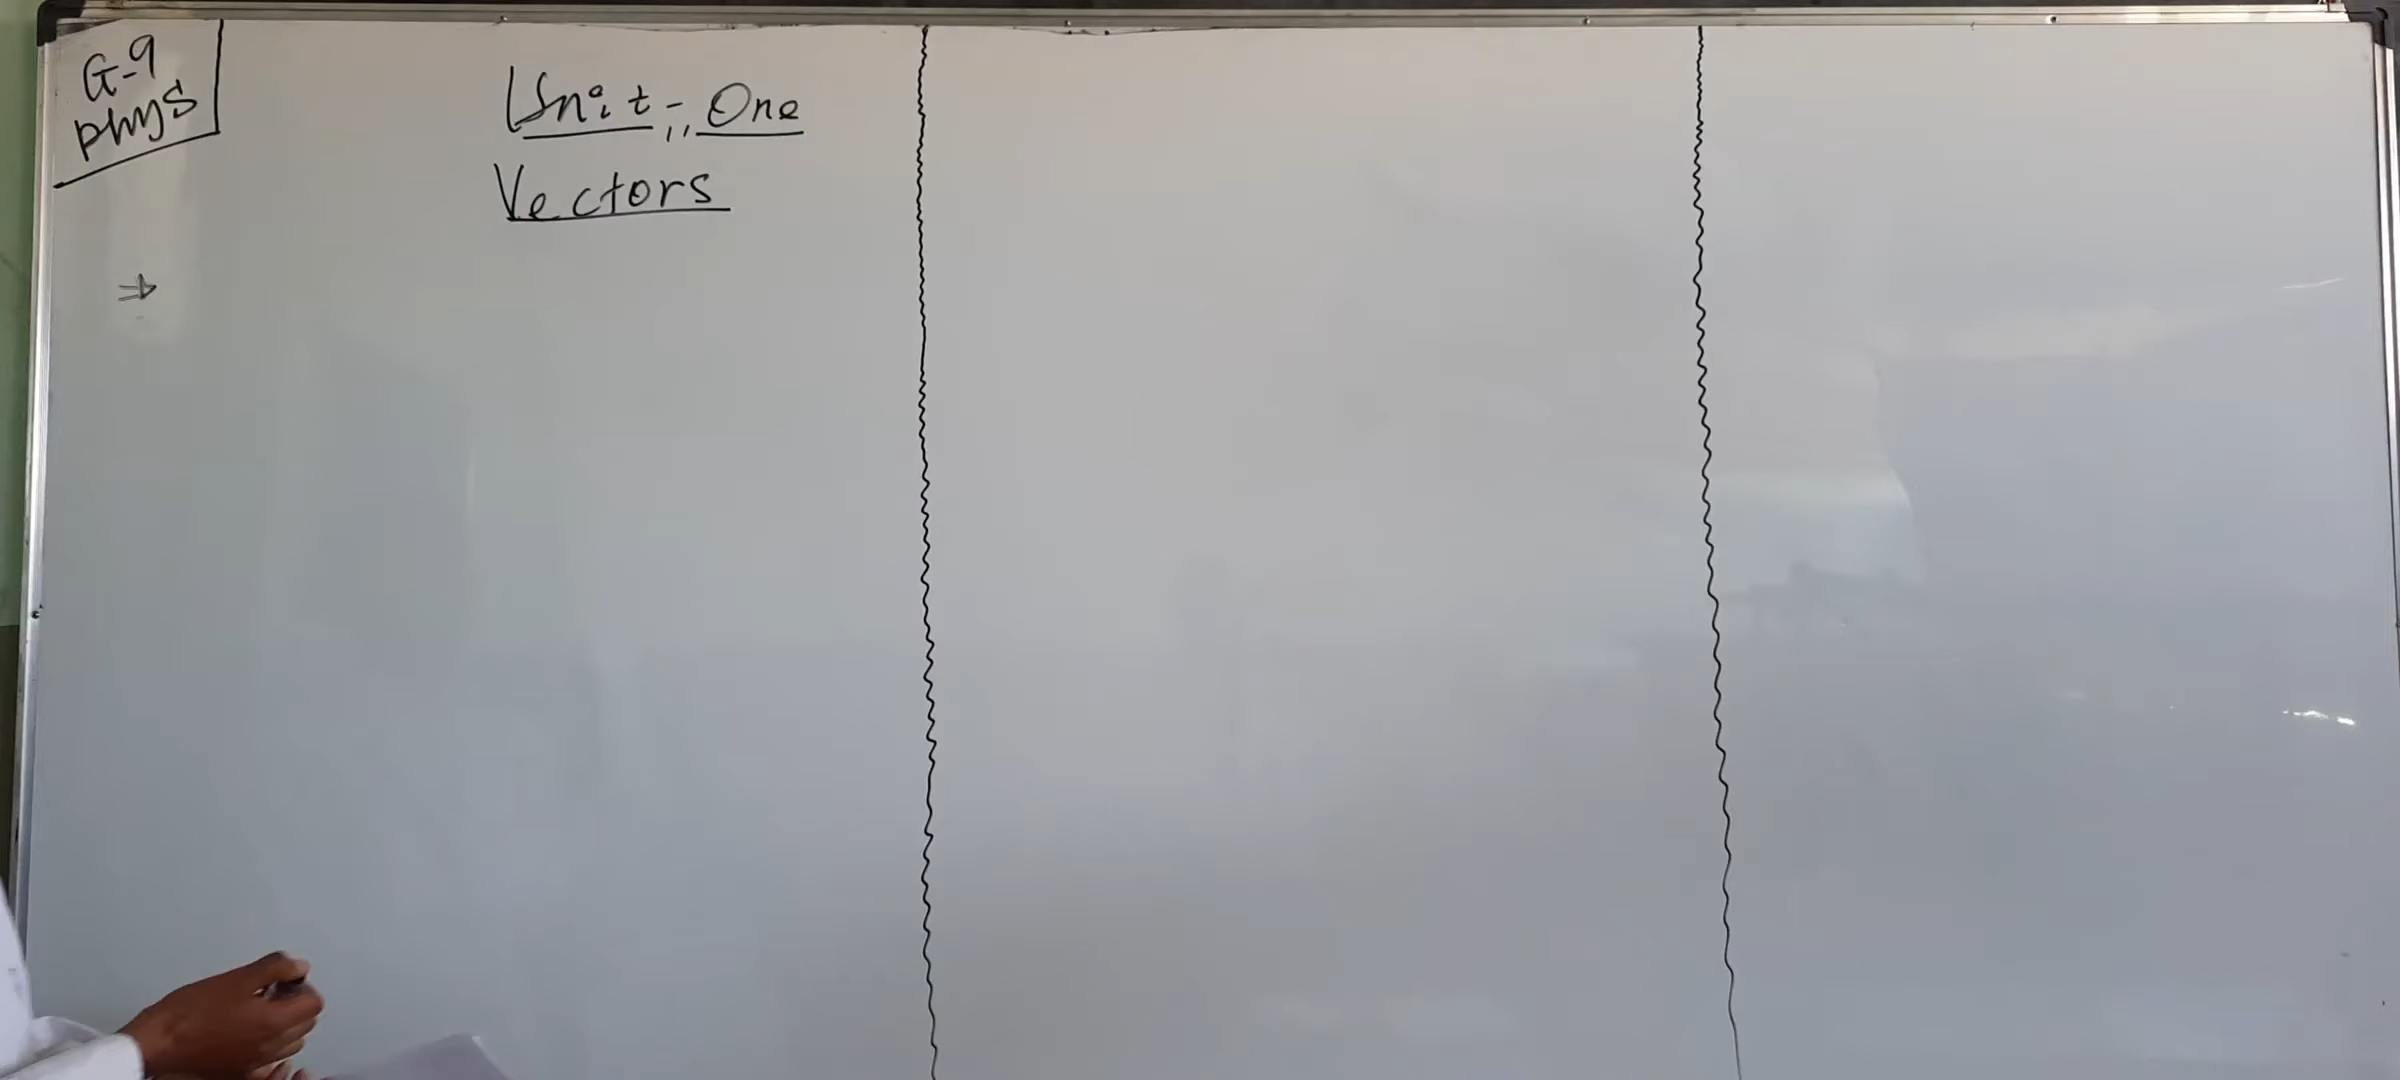 G-9
phys
Unit - One
Vectors
⇒